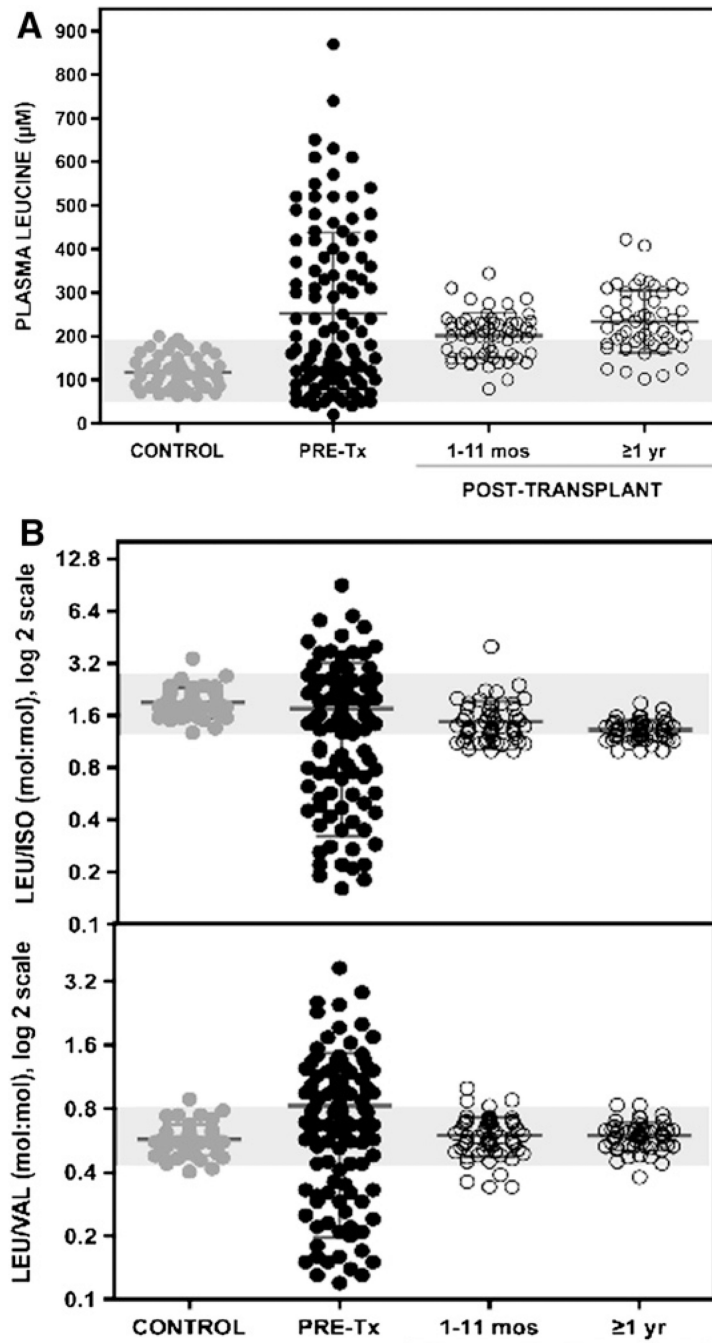 A
PLASMA LEUCINE (µM)
900
800
700
600
500
400
300
200
100
0
CONTROL
PRE-Tx
1-11 mos
≥1 yr
POST-TRANSPLANT
B
LEU/ISO (mol:mol), log 2 scale
12.8
6.4
3.2
1.6
0.8
0.4
0.2
0.1
LEU/VAL (mol:mol), log 2 scale
3.2
1.6
0.8
0.4
0.2
0.1
CONTROL
PRE-Tx
1-11 mos
≥1 yr